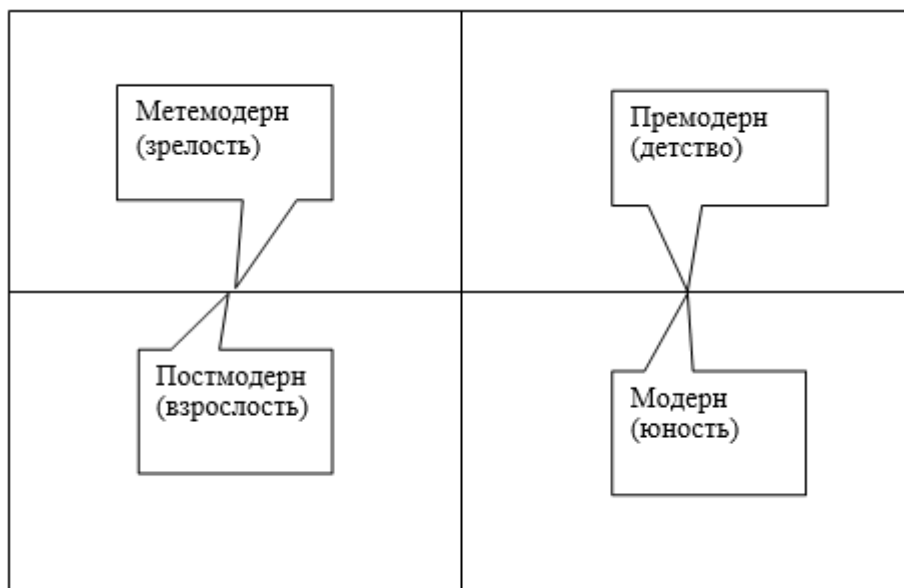 Метемодерн
(зрелость)
Премодерн
(детство)
Постмодерн
(взрослость)
Модерн
(юность)